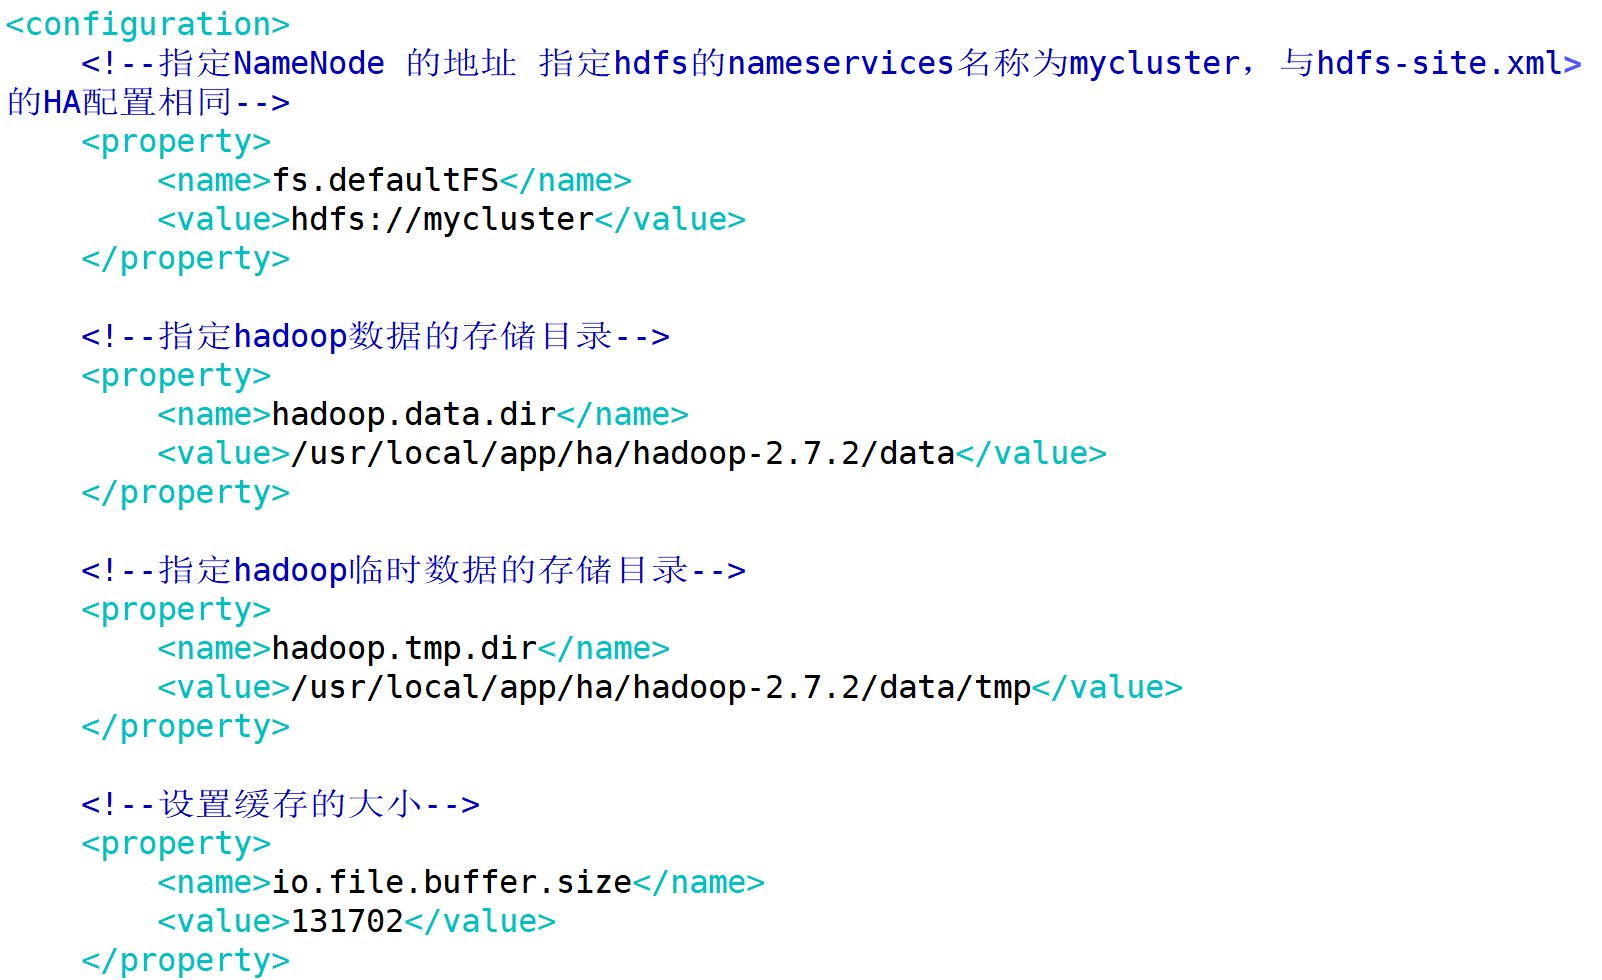 <configuration>
    <!--指定NameNode 的地址 指定hdfs的nameservices名称为mycluster，与hdfs-site.xml>
的HA配置相同-->
    <property>
        <name>fs.defaultFS</name>
        <value>hdfs://mycluster</value>
    </property>

    <!--指定hadoop数据的存储目录-->
    <property>
        <name>hadoop.data.dir</name>
        <value>/usr/local/app/ha/hadoop-2.7.2/data</value>
    </property>

    <!--指定hadoop临时数据的存储目录-->
    <property>
        <name>hadoop.tmp.dir</name>
        <value>/usr/local/app/ha/hadoop-2.7.2/data/tmp</value>
    </property>

    <!--设置缓存的大小-->
    <property>
        <name>io.file.buffer.size</name>
        <value>131702</value>
    </property>